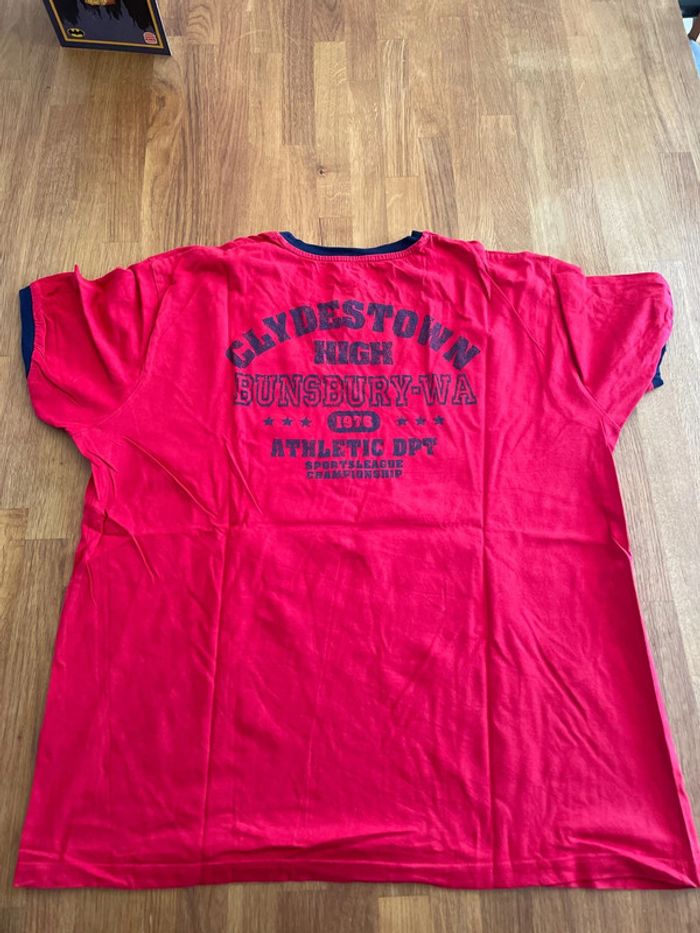 CLYDESTOWN
HIGH
BUNSBURY-WA
1976
ATHLETIC DPT
SPORTSLEAGUE
CHAMPIONSHIP